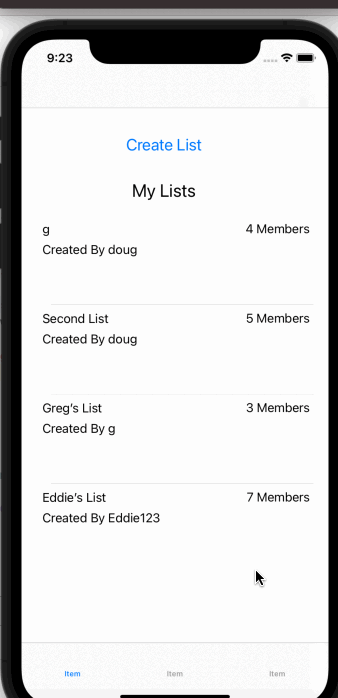 9:23
Create List
My Lists
g 4 Members
Created By doug
Second List 5 Members
Created By doug
Greg's List 3 Members
Created By g
Eddie's List 7 Members
Created By Eddie123
Item Item Item